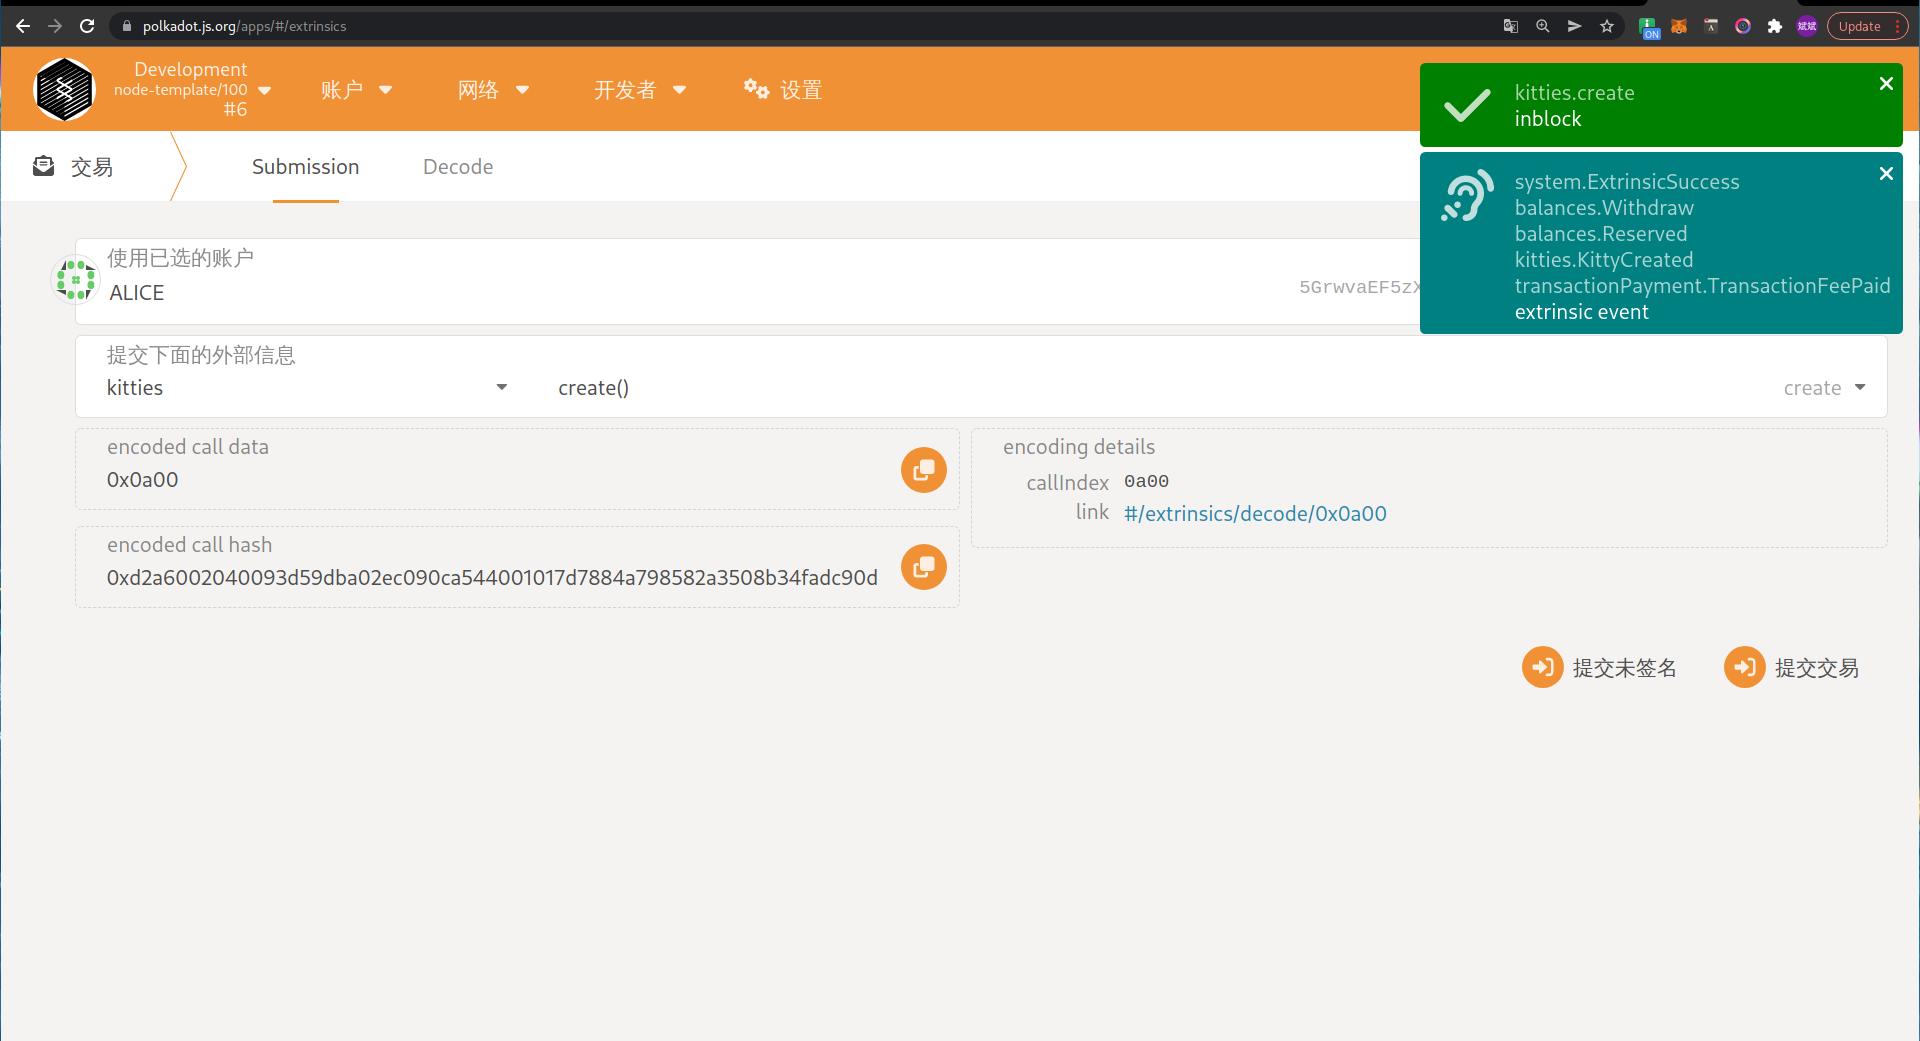 polkadot.js.org/apps/#/extrinsics
ON
斌斌
Update
Development
node-template/100
#6
账户
网络
开发者
设置
kitties.create
inblock
交易
Submission
Decode
system.ExtrinsicSuccess
balances.Withdraw
balances.Reserved
kitties.KittyCreated
transactionPayment.TransactionFeePaid
extrinsic event
使用已选的账户
ALICE
5GrwvaEF5zX
提交下面的外部信息
kitties
create()
create
encoded call data
0x0a00
encoding details
callIndex 0a00
link #/extrinsics/decode/0x0a00
encoded call hash
0xd2a6002040093d59dba02ec090ca544001017d7884a798582a3508b34fadc90d
提交未签名
提交交易